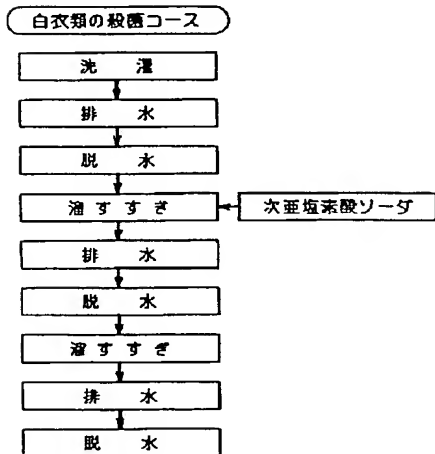 白衣類の殺菌コース
洗濯
排水
脱水
溜すすぎ
次亜塩素酸ソーダ
排水
脱水
溜すすぎ
排水
脱水